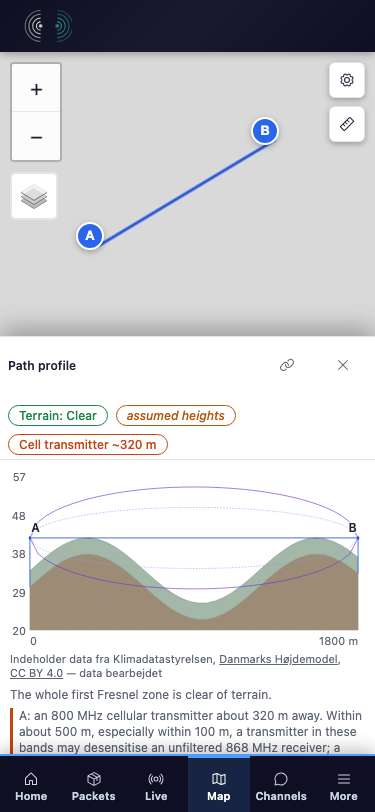 +
−
B
A
Path profile
Terrain: Clear
assumed heights
Cell transmitter ~320 m
57
48
A
B
38
29
20
0
1800 m
Indeholder data fra Klimadatastyrelsen, Danmarks Højdemodel,
CC BY 4.0 — data bearbejdet
The whole first Fresnel zone is clear of terrain.
A: an 800 MHz cellular transmitter about 320 m away. Within
about 500 m, especially within 100 m, a transmitter in these
bands may desensitise an unfiltered 868 MHz receiver; a
Home
Packets
Live
Map
Channels
More